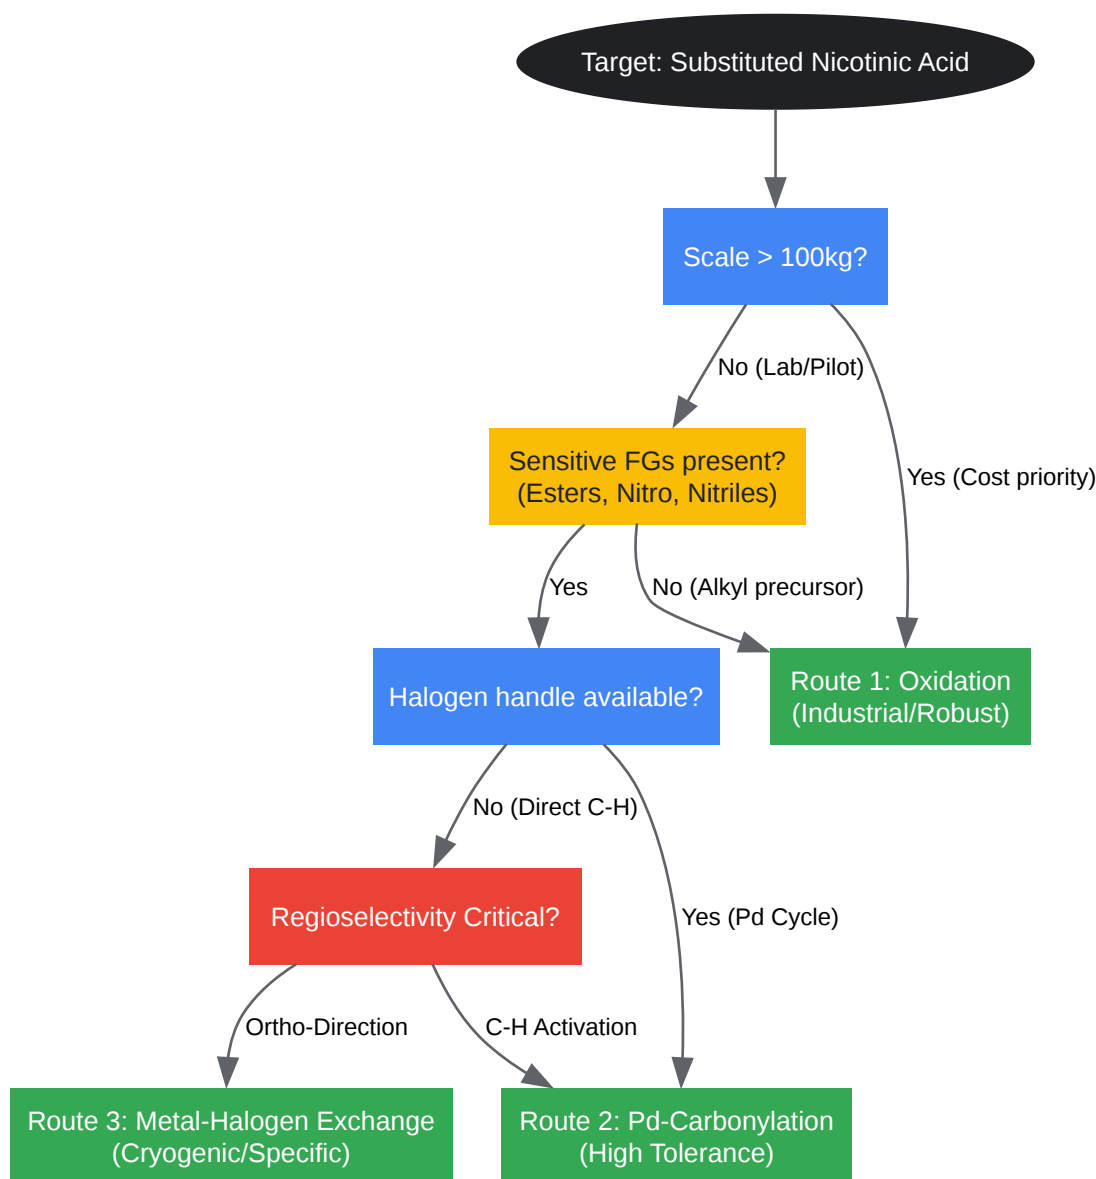 Target: Substituted Nicotinic Acid
Scale > 100kg?
No (Lab/Pilot)
Sensitive FGs present?
(Esters, Nitro, Nitriles)
Yes (Cost priority)
Yes
No (Alkyl precursor)
Halogen handle available?
Route 1: Oxidation
(Industrial/Robust)
No (Direct C-H)
Regioselectivity Critical?
Yes (Pd Cycle)
Ortho-Direction
C-H Activation
Route 3: Metal-Halogen Exchange
(Cryogenic/Specific)
Route 2: Pd-Carbonylation
(High Tolerance)